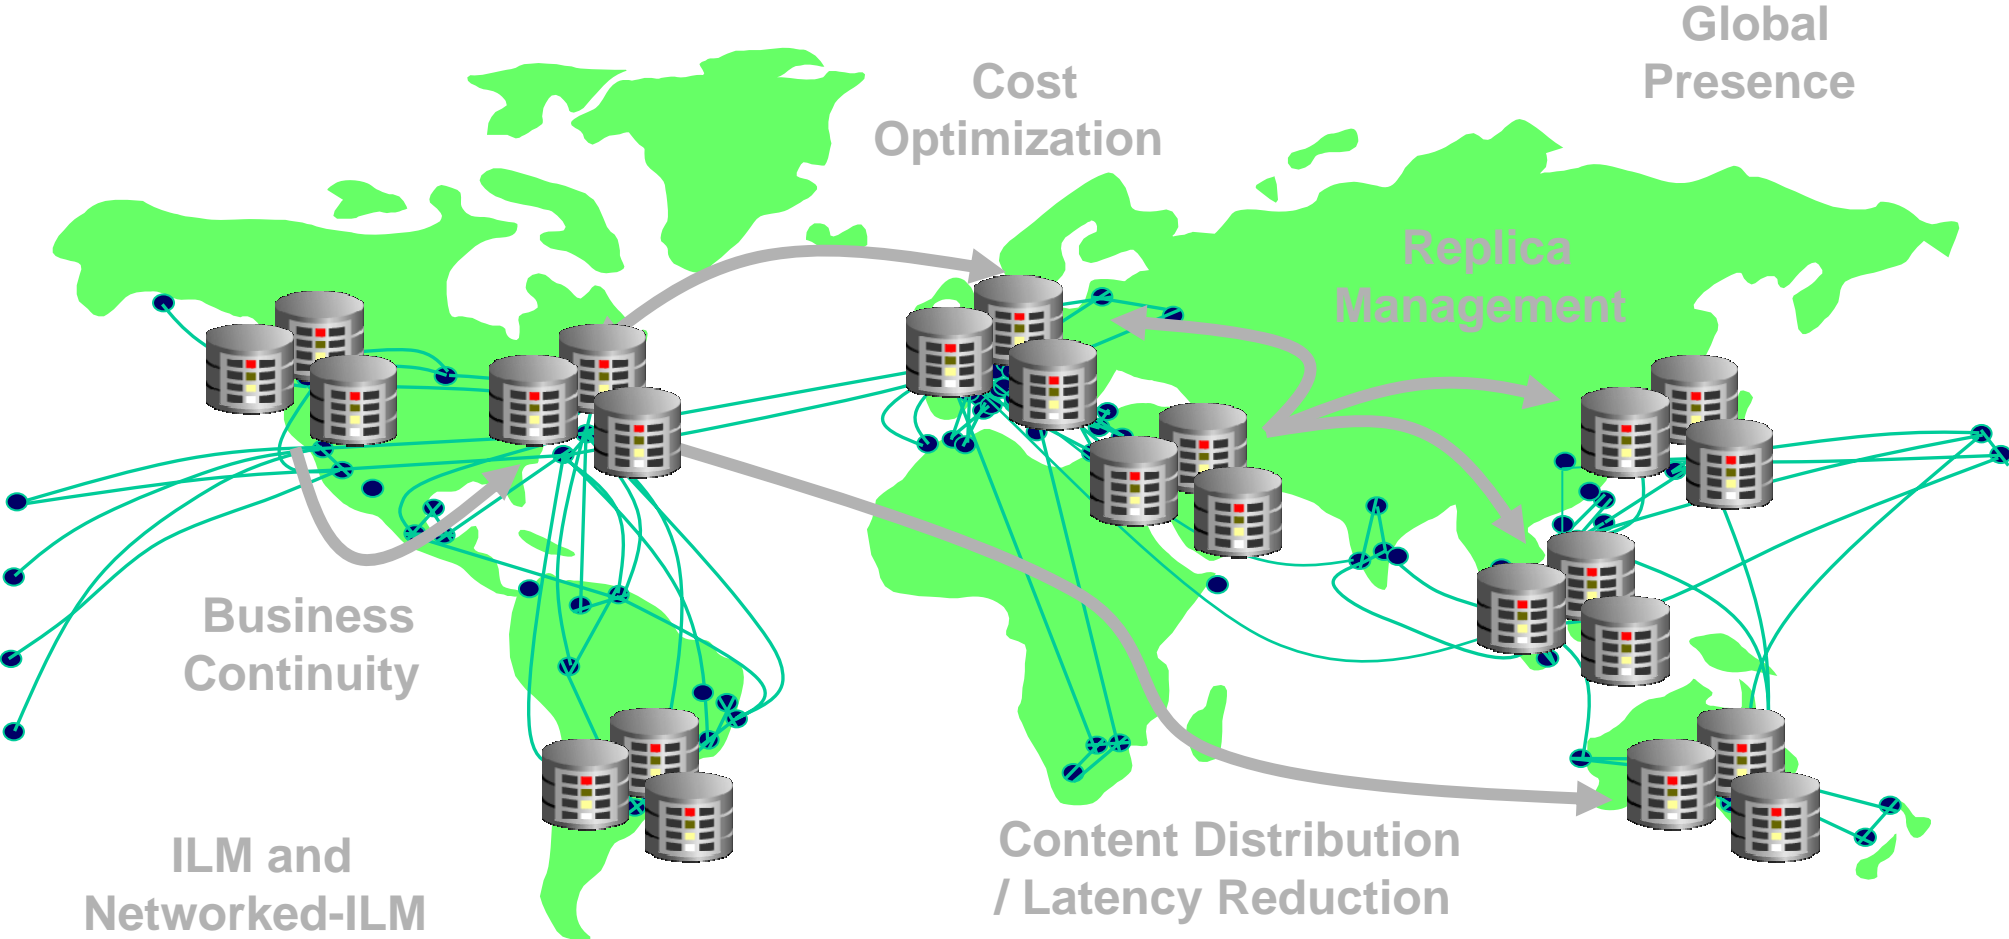 Global
Presence
Cost
Optimization
Replica
Management
Business
Continuity
Content Distribution
/ Latency Reduction
ILM and
Networked-ILM